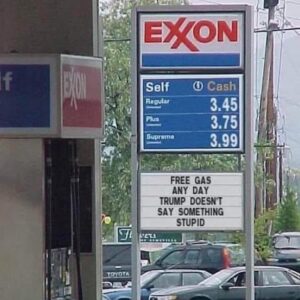 EXXON
Self Cash
Regular 3.45
Plus 3.75
Supreme 3.99
FREE GAS
ANY DAY
TRUMP DOESN'T
SAY SOMETHING
STUPID
EXXON
TOYOTA